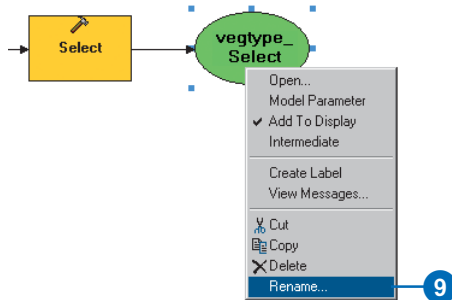 Select
vegtype_
Select
Open...
Model Parameter
Add To Display
Intermediate
Create Label
View Messages...
Cut
Copy
Delete
Rename...
9